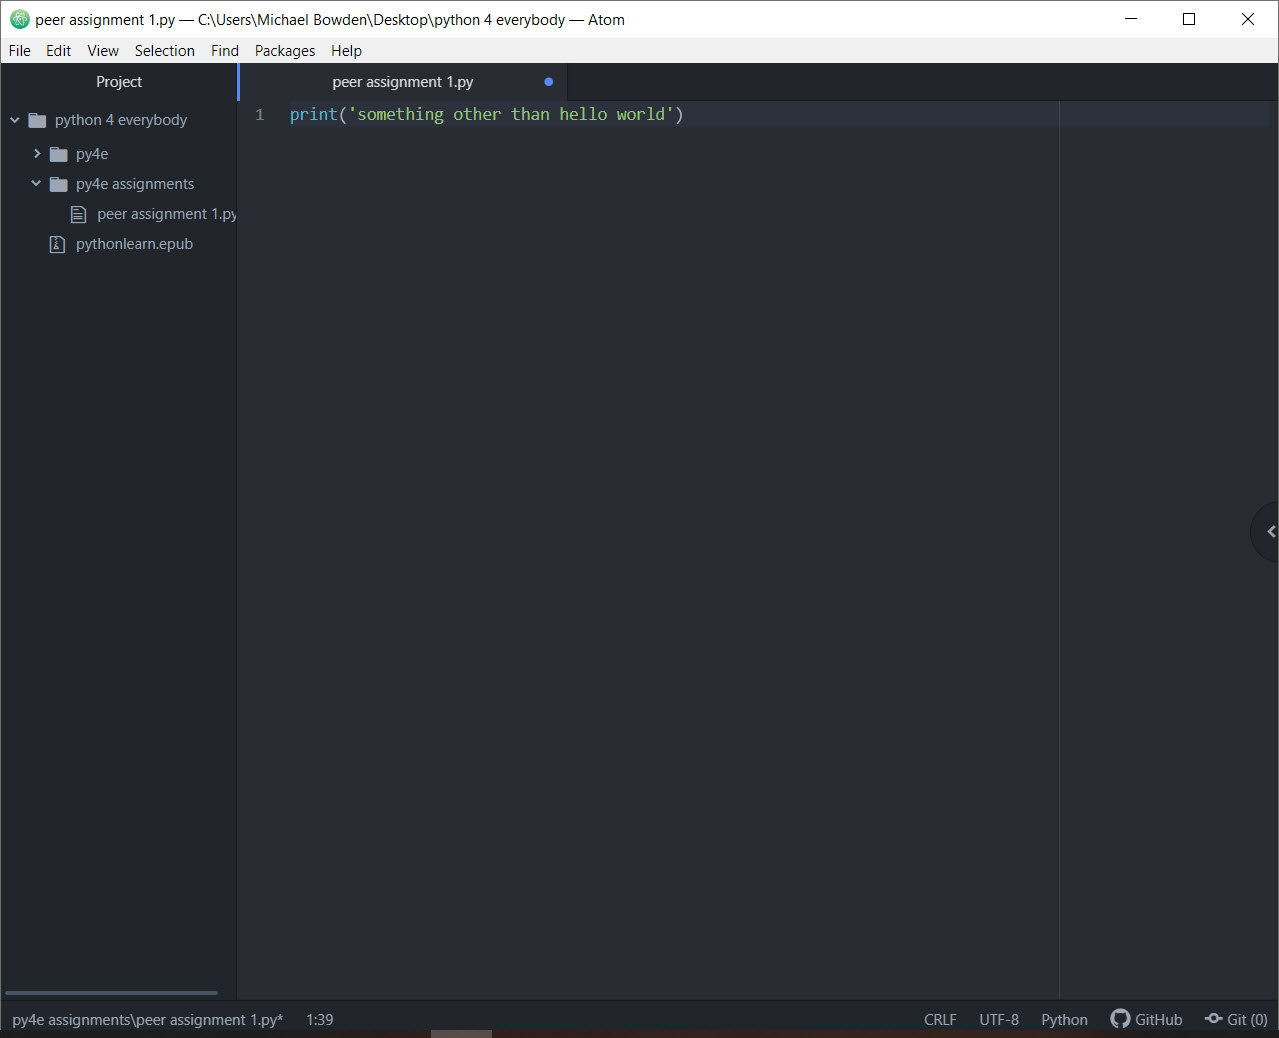 peer assignment 1.py — C:\Users\Michael Bowden\Desktop\python 4 everybody — Atom
File Edit View Selection Find Packages Help
Project
peer assignment 1.py
python 4 everybody
py4e
py4e assignments
peer assignment 1.py
pythonlearn.epub
1 print('something other than hello world')
py4e assignments\peer assignment 1.py* 1:39 CRLF UTF-8 Python GitHub Git (0)